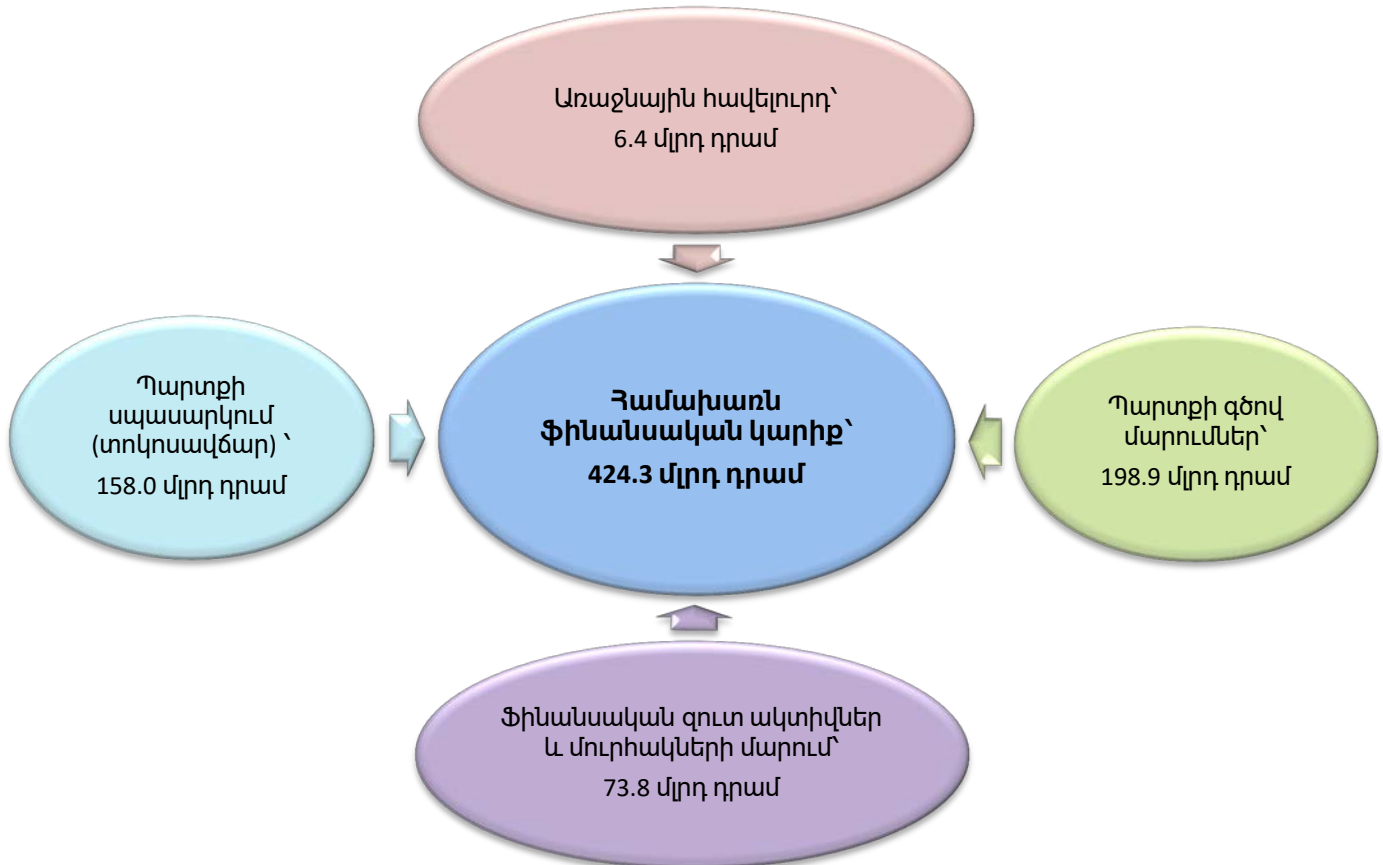 Առաջնային հավելուրդ՝
6.4 մլրդ դրամ
Պարտքի
սպասարկում
(տոկոսավճար) ՝
158.0 մլրդ դրամ
Համախառն
ֆինանսական կարիք՝
424.3 մլրդ դրամ
Պարտքի գծով
մարումներ՝
198.9 մլրդ դրամ
Ֆինանսական զուտ ակտիվներ
և մուրհակների մարում՝
73.8 մլրդ դրամ